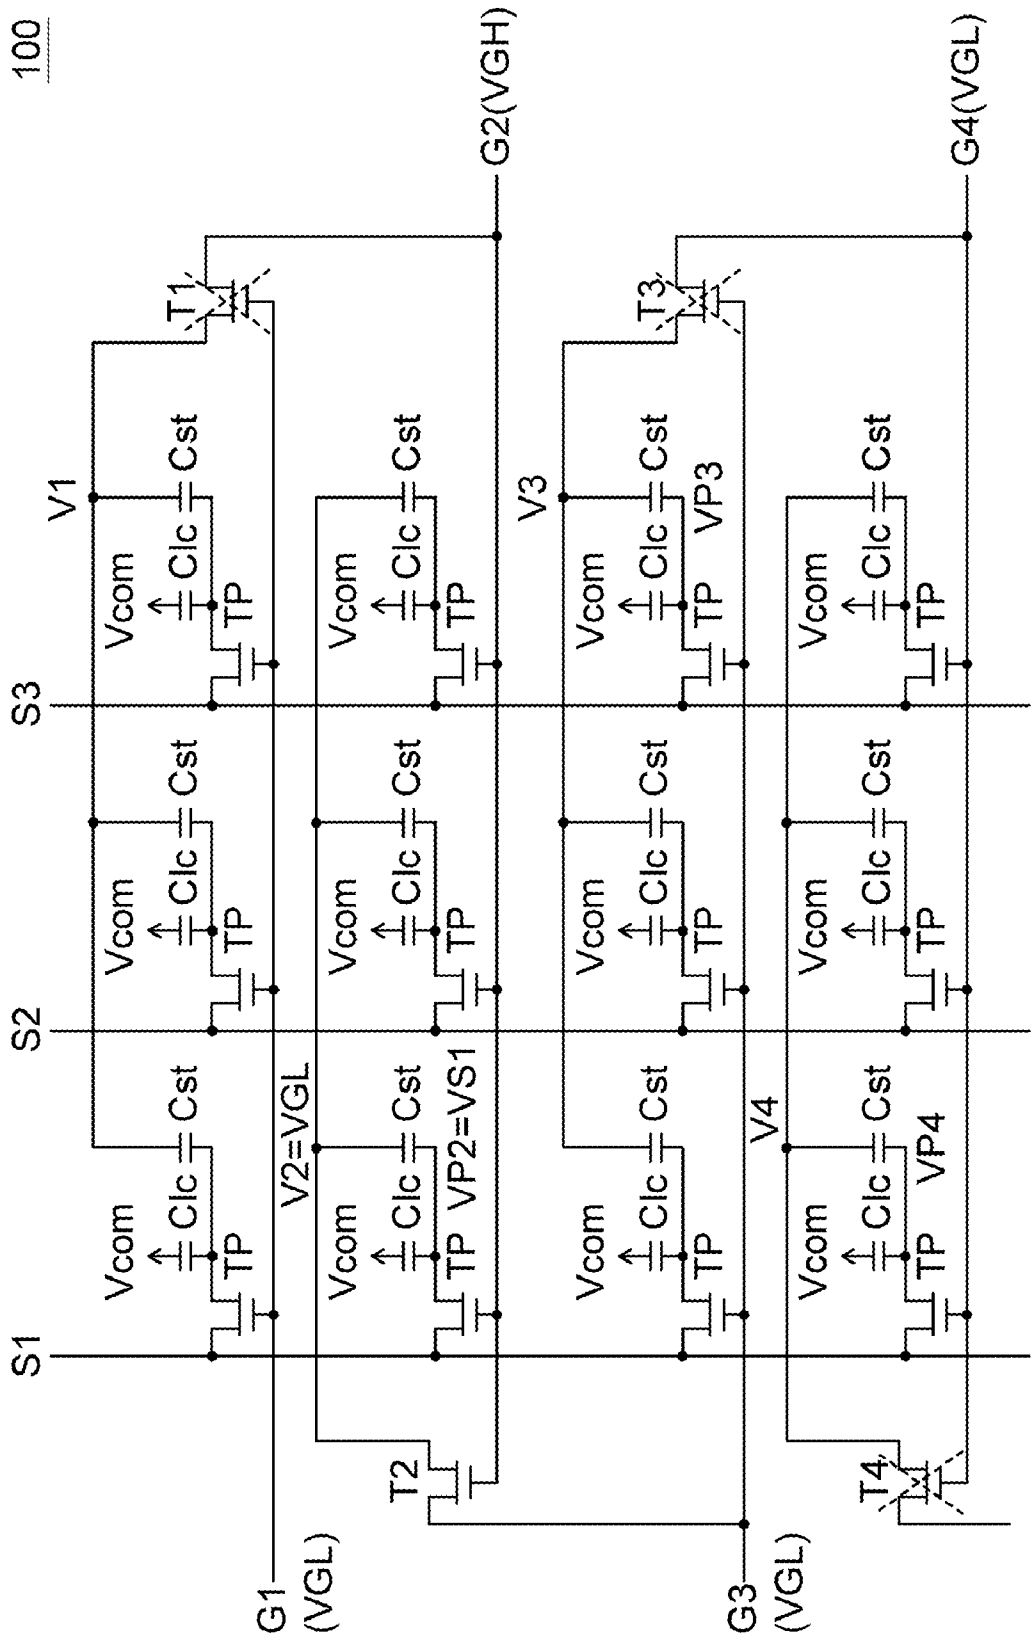 S1 S2 S3 100
V1
Vcom Vcom Vcom
Clc Cst Clc Cst Clc Cst T1
TP TP TP
G1
(VGL)
V2=VGL
Vcom Vcom Vcom
T2 Clc Cst Clc Cst Clc Cst
TP VP2=VS1 TP TP
G2(VGH)
V3
Vcom Vcom Vcom
Clc Cst Clc Cst Clc Cst T3
TP TP TP VP3
G3
(VGL)
V4
Vcom Vcom Vcom
T4 Clc Cst Clc Cst Clc Cst
TP VP4 TP TP
G4(VGL)